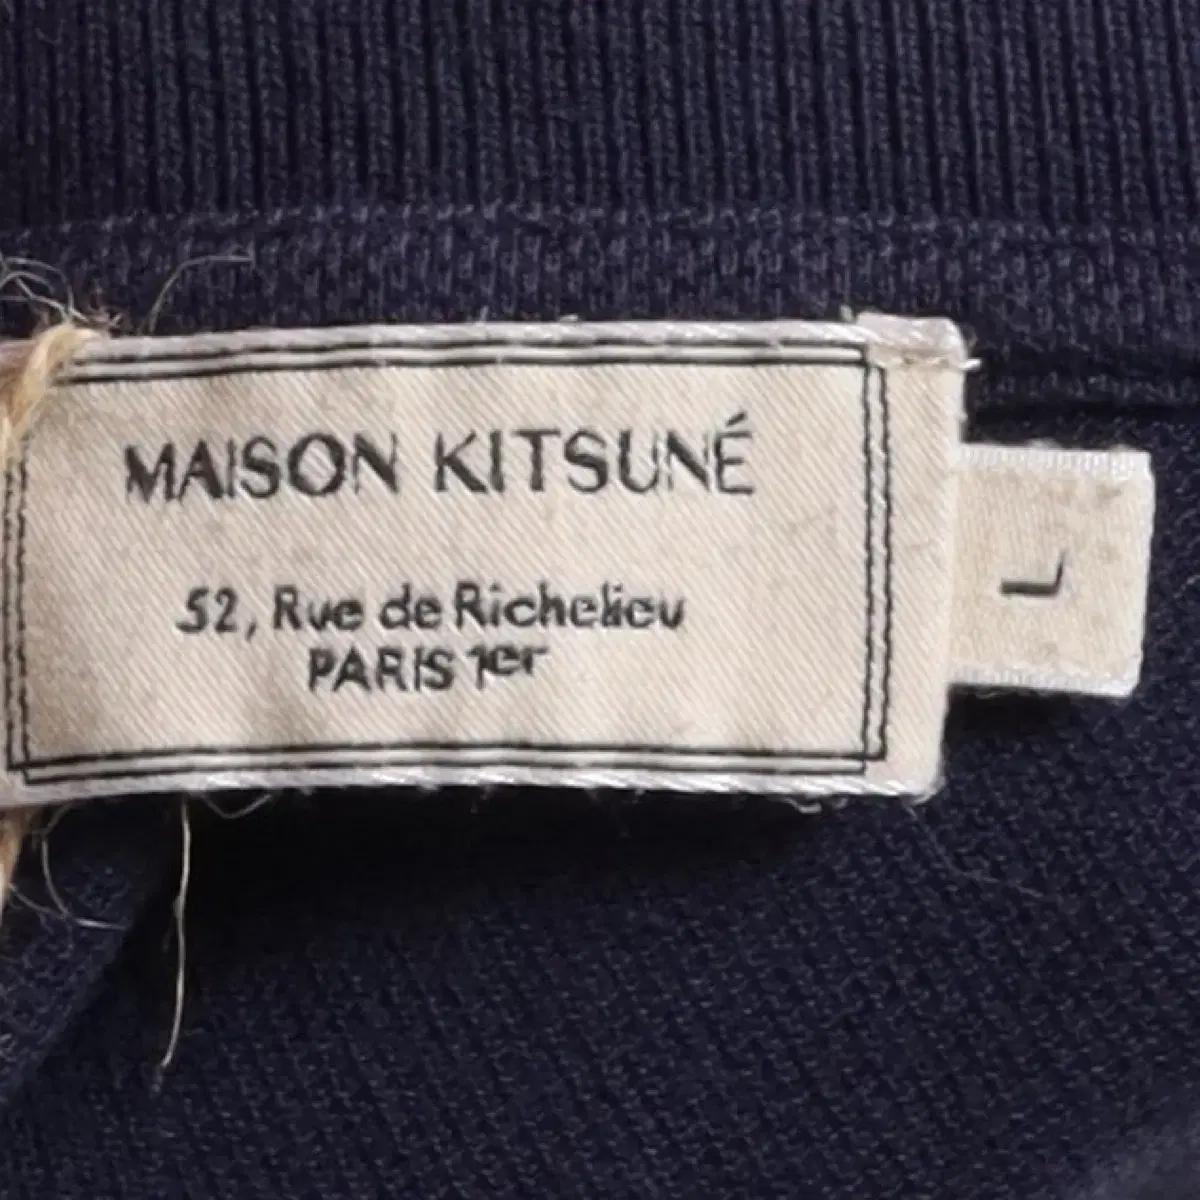 MAISON KITSUNÉ
52, Rue de Richelieu
PARIS 1er
L